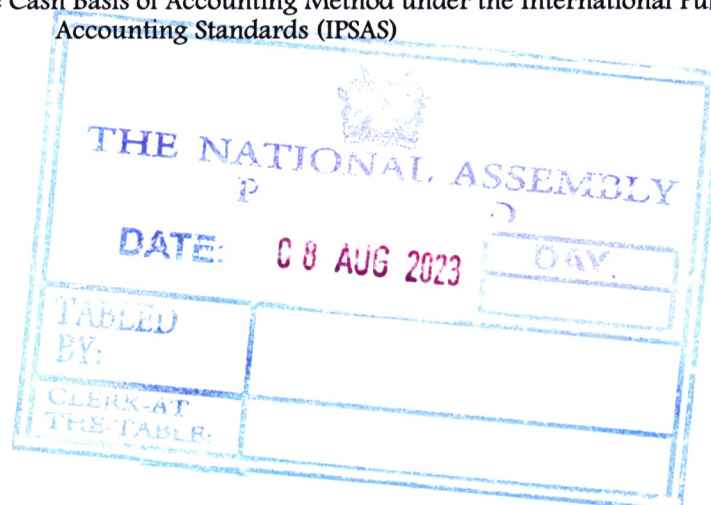 Cash Basis of Accounting Method under the International
Accounting Standards (IPSAS)
THE NATIONAL ASSEMBLY
DATE: 08 AUG 2023
DAY.
TABLED
BY:
CLERK-AT
THE-TABLE: